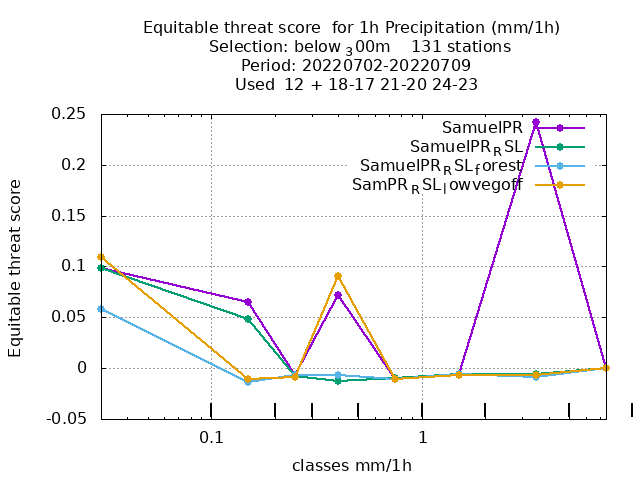 Equitable threat score  for 1h Precipitation (mm/1h)
Selection: below ₃00m    131 stations
Period: 20220702-20220709
Used  12 + 18-17 21-20 24-23
SamuelPR
SamuelPR_RSL
SamuelPR_RSL_forest
SamPR_RSL_lowvegoff
0.25
0.2
0.15
0.1
0.05
0
-0.05
Equitable threat score
0.1
1
classes mm/1h